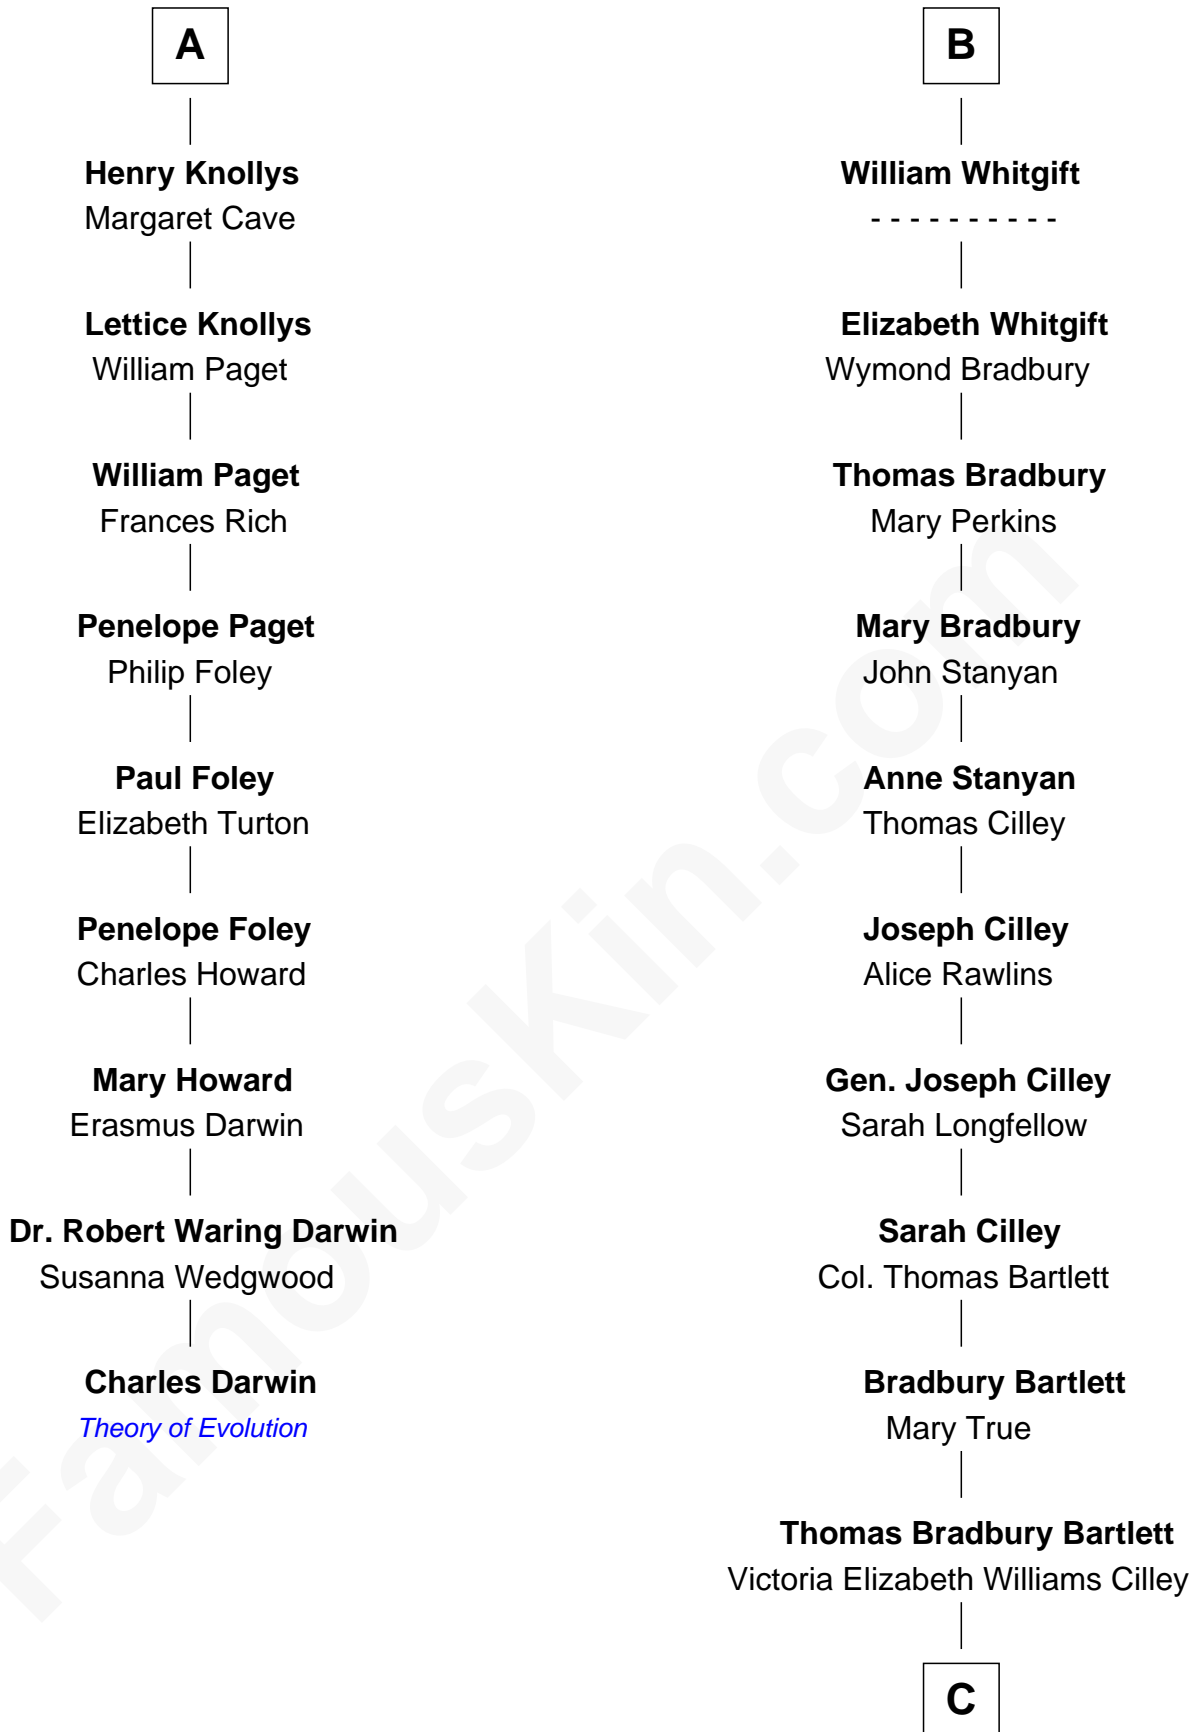 A
Henry Knollys
Margaret Cave
Lettice Knollys
William Paget
William Paget
Frances Rich
Penelope Paget
Philip Foley
Paul Foley
Elizabeth Turton
Penelope Foley
Charles Howard
Mary Howard
Erasmus Darwin
Dr. Robert Waring Darwin
Susanna Wedgwood
Charles Darwin
Theory of Evolution
B
William Whitgift
- - - - - - - - - -
Elizabeth Whitgift
Wymond Bradbury
Thomas Bradbury
Mary Perkins
Mary Bradbury
John Stanyan
Anne Stanyan
Thomas Cilley
Joseph Cilley
Alice Rawlins
Gen. Joseph Cilley
Sarah Longfellow
Sarah Cilley
Col. Thomas Bartlett
Bradbury Bartlett
Mary True
Thomas Bradbury Bartlett
Victoria Elizabeth Williams Cilley
C
FamousKin.com